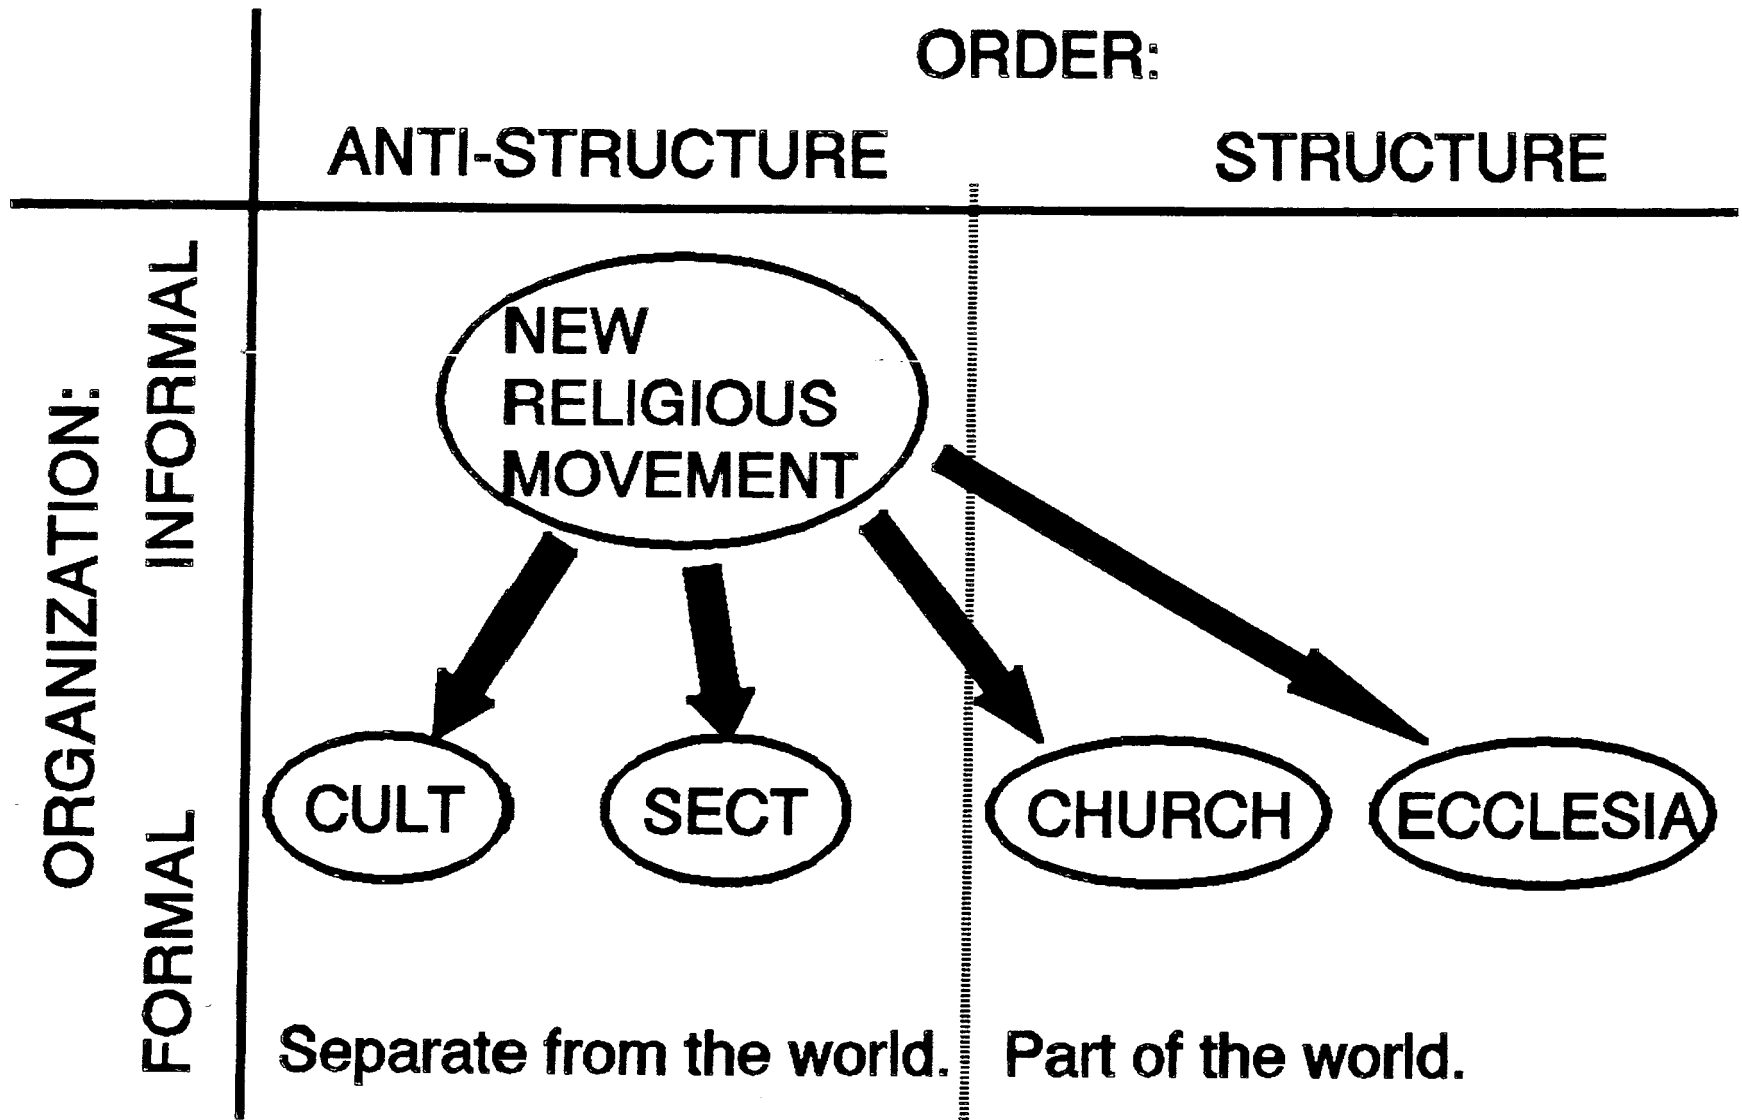 ORDER:
ANTI-STRUCTURE
STRUCTURE
ORGANIZATION:
INFORMAL
FORMAL
NEW
RELIGIOUS
MOVEMENT
CULT
SECT
CHURCH
ECCLESIA
Separate from the world.
Part of the world.